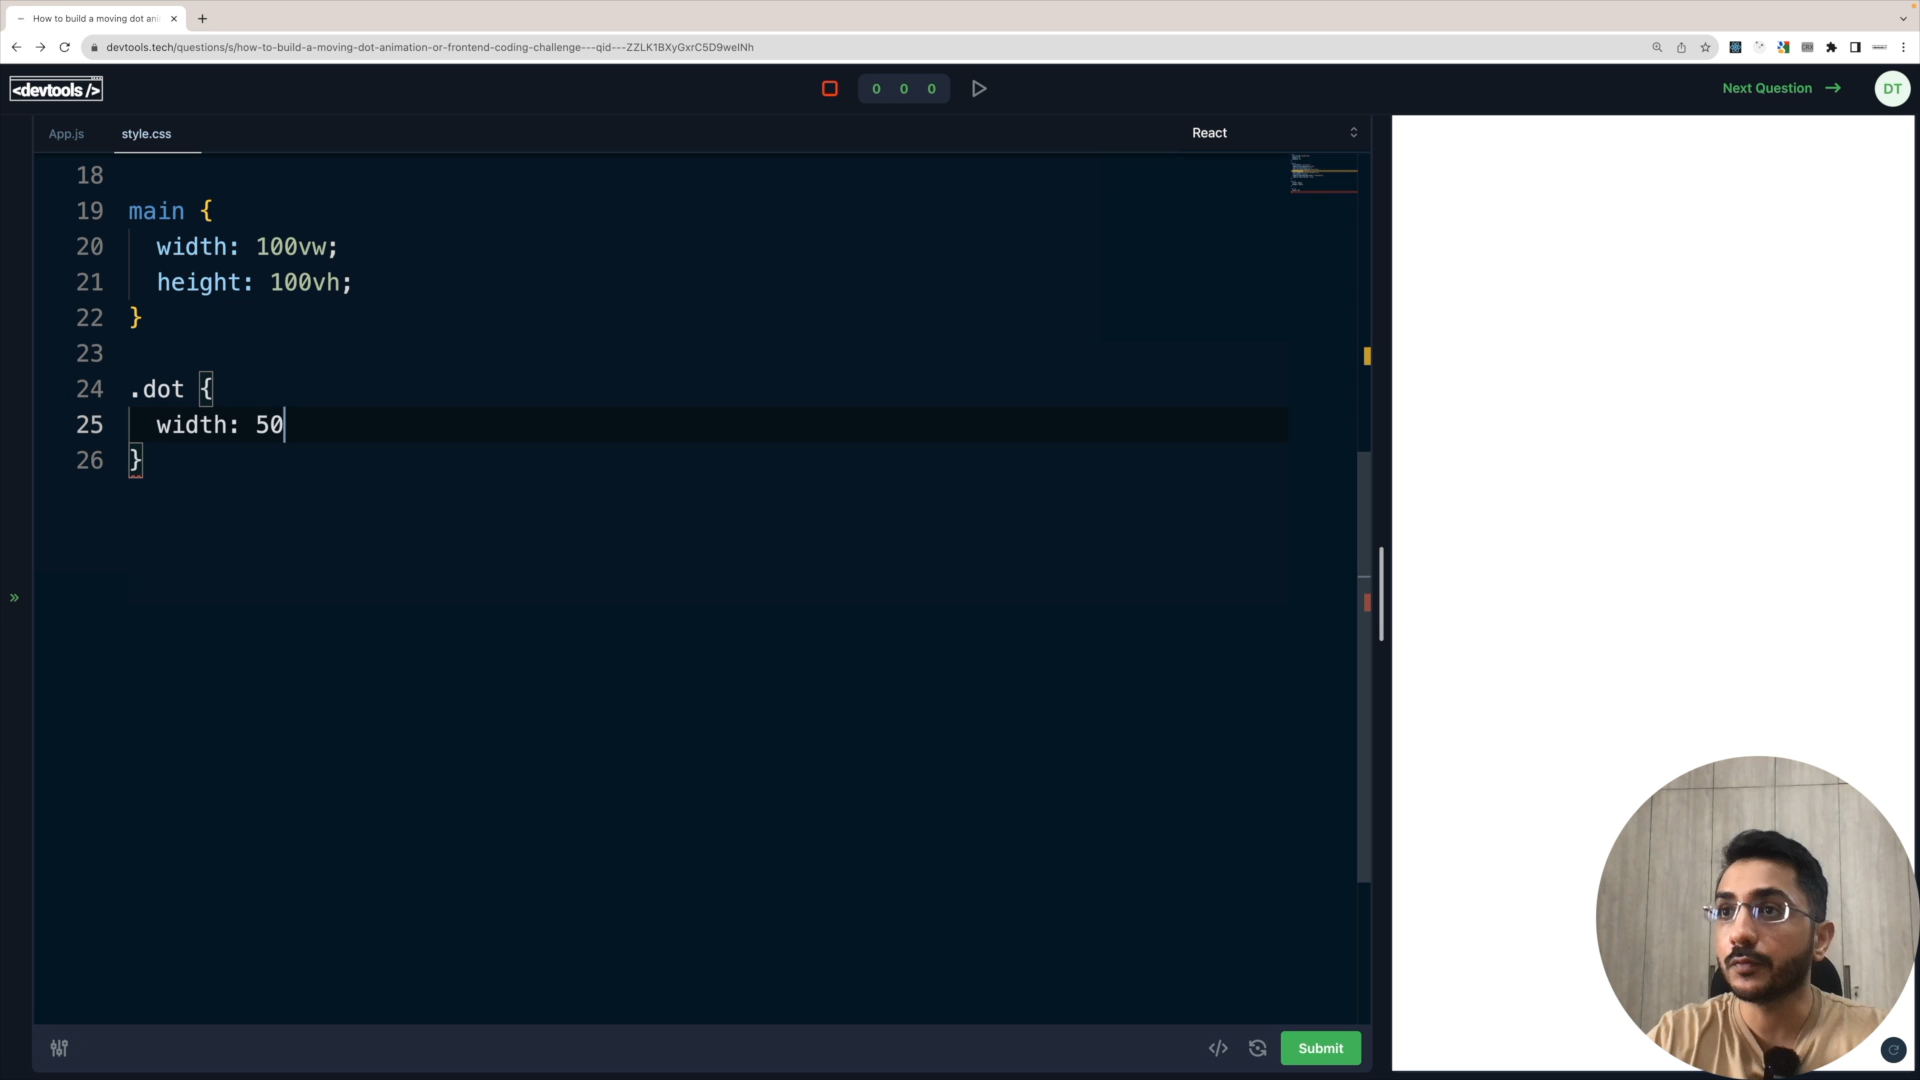 How to build a moving dot ani
devtools.tech/questions/s/how-to-build-a-moving-dot-animation-or-frontend-coding-challenge---qid---ZZLK1BXyGxrC5D9weINh
<devtools />
0 0 0
Next Question
DT
App.js
style.css
React
18
19 main {
20 width: 100vw;
21 height: 100vh;
22 }
23
24 .dot {
25 width: 50
26 }
Submit